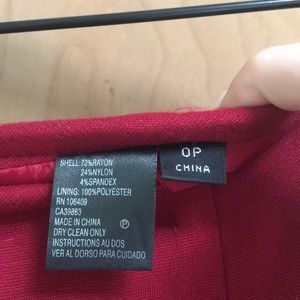 SHELL: 72%RAYON
24%NYLON
4%SPANDEX
LINING: 100%POLYESTER
RN 106409
CA39863
MADE IN CHINA
P
DRY CLEAN ONLY
INSTRUCTIONS AU DOS
VER AL DORSO PARA CUIDADO
0P
CHINA